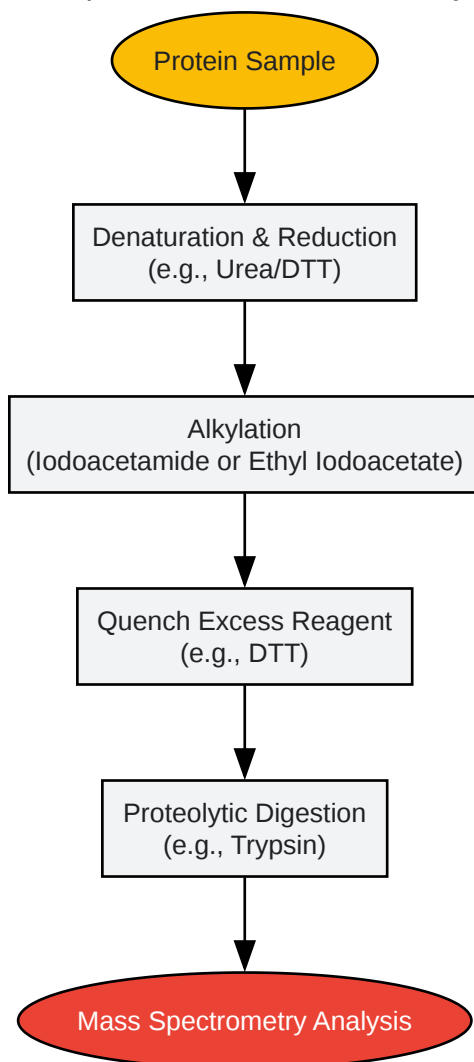 Protein Sample
Denaturation & Reduction
(e.g., Urea/DTT)
Alkylation
(Iodoacetamide or Ethyl Iodoacetate)
Quench Excess Reagent
(e.g., DTT)
Proteolytic Digestion
(e.g., Trypsin)
Mass Spectrometry Analysis